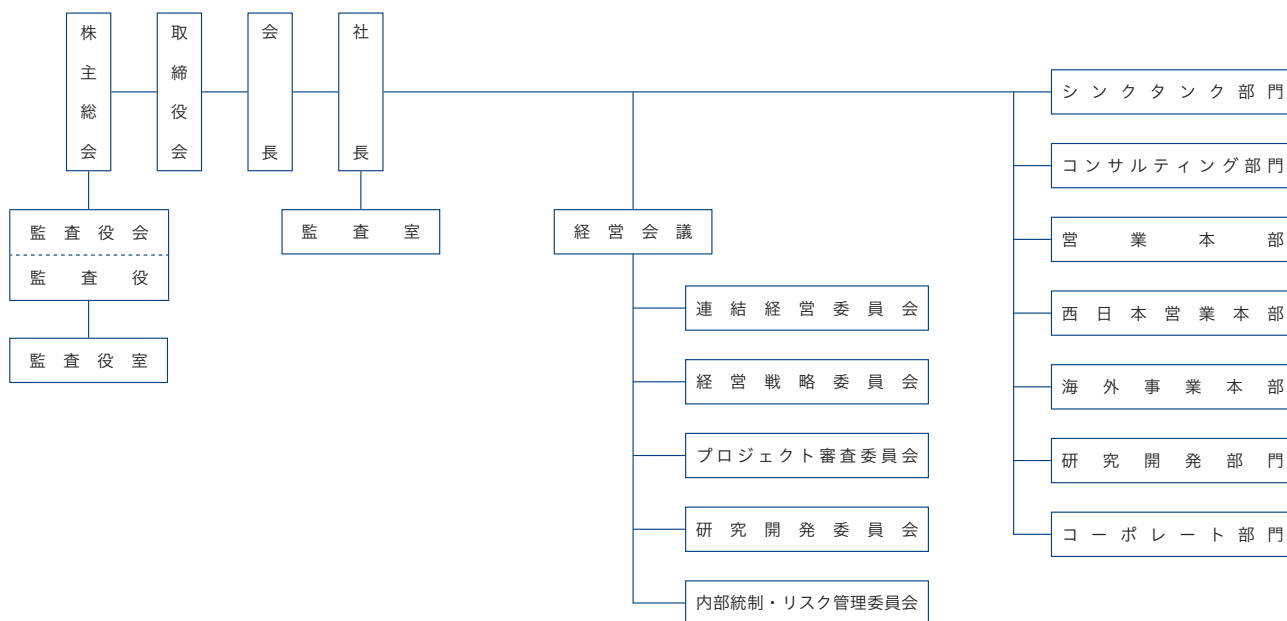 株主総会
取締役会
会長
社長
監査役会
監査役
監査役室
監査室
経営会議
連結経営委員会
経営戦略委員会
プロジェクト審査委員会
研究開発委員会
内部統制・リスク管理委員会
シンクタンク部門
コンサルティング部門
営業本部
西日本営業本部
海外事業本部
研究開発部門
コーポレート部門